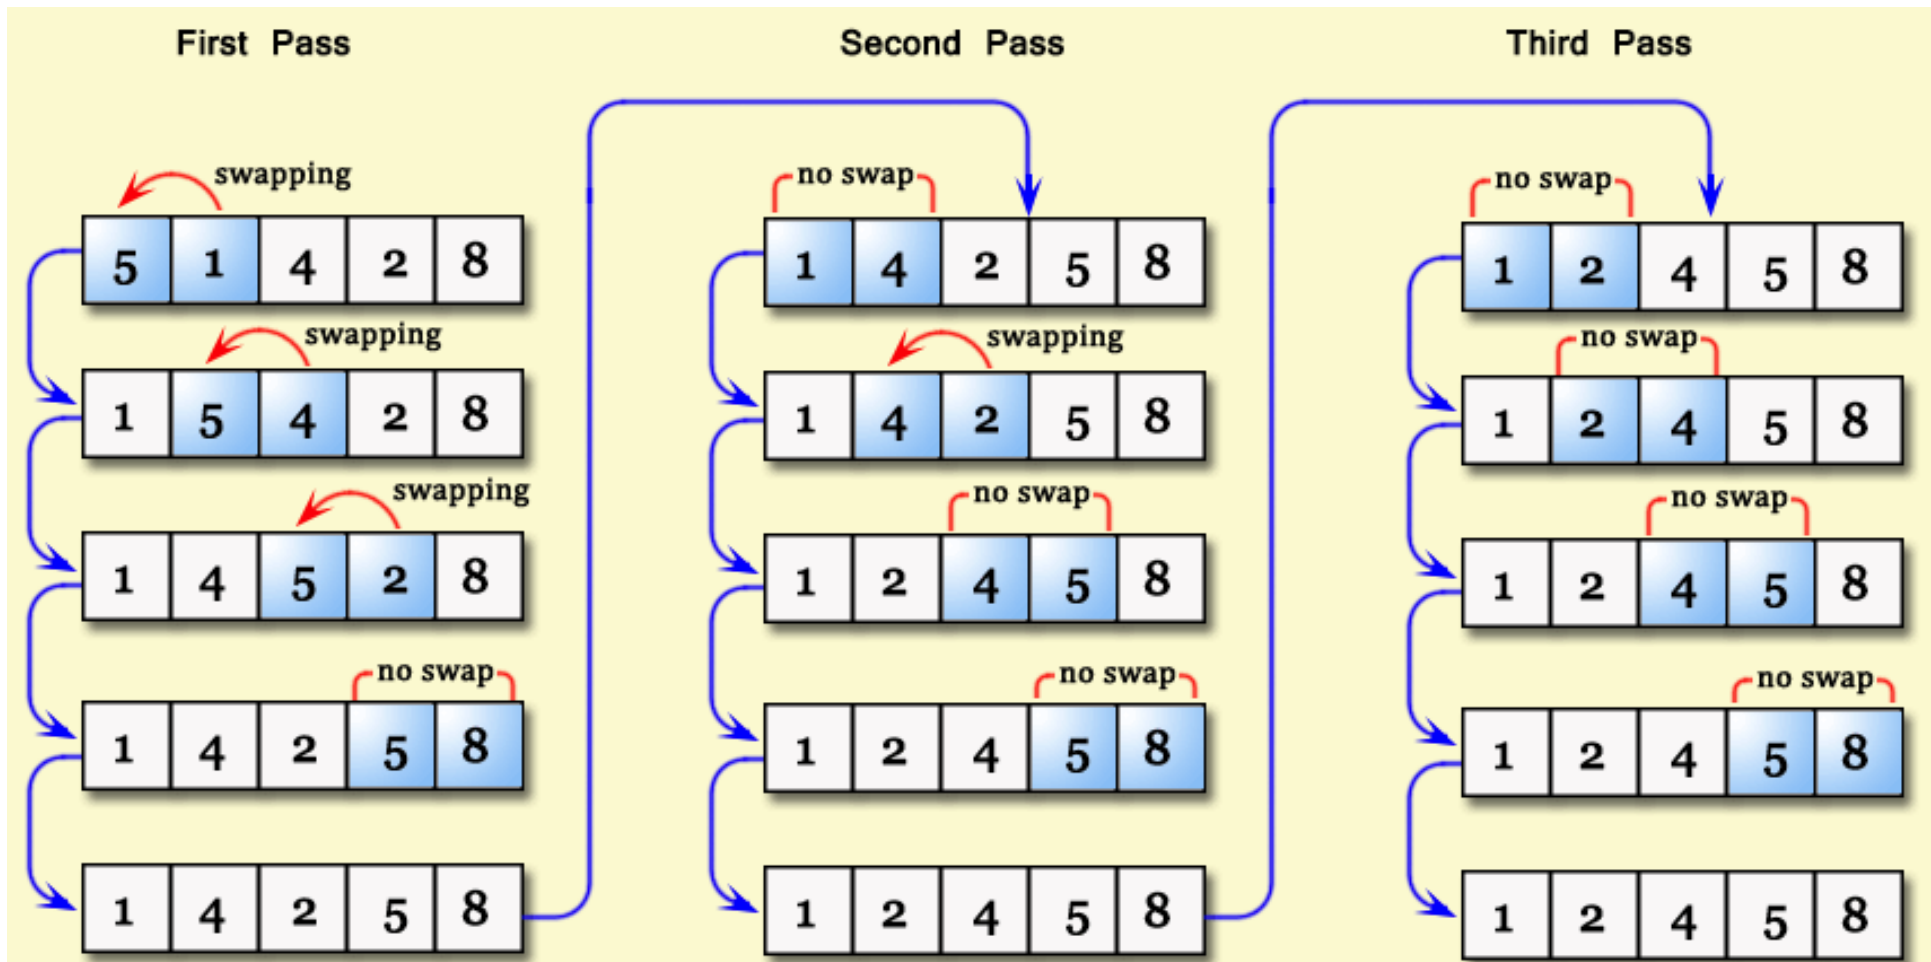 First Pass
swapping
5 1 4 2 8
swapping
1 5 4 2 8
swapping
1 4 5 2 8
no swap
1 4 2 5 8
1 4 2 5 8
Second Pass
no swap
1 4 2 5 8
swapping
1 4 2 5 8
no swap
1 2 4 5 8
no swap
1 2 4 5 8
1 2 4 5 8
Third Pass
no swap
1 2 4 5 8
no swap
1 2 4 5 8
no swap
1 2 4 5 8
no swap
1 2 4 5 8
1 2 4 5 8